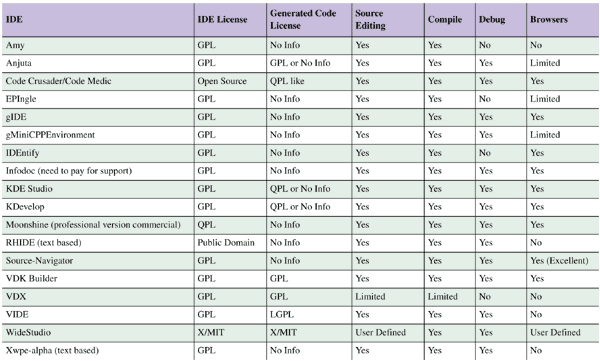 IDE IDE License Generated Code License Source Editing Compile Debug Browsers
Amy GPL No Info Yes Yes No No
Anjuta GPL GPL or No Info Yes Yes Yes Limited
Code Crusader/Code Medic Open Source QPL like Yes Yes Yes Yes
EPIngle GPL No Info Yes Yes No Limited
gIDE GPL No Info Yes Yes Yes Yes
gMiniCPPEnvironment GPL No Info Yes Yes Yes Limited
IDEntify GPL No Info Yes Yes No Yes
Infodoc (need to pay for support) GPL No Info Yes Yes Yes Yes
KDE Studio GPL QPL or No Info Yes Yes Yes Yes
KDevelop GPL QPL or No Info Yes Yes Yes Yes
Moonshine (professional version commercial) QPL No Info Yes Yes Yes Yes
RHIDE (text based) Public Domain No Info Yes Yes Yes No
Source-Navigator GPL No Info Yes Yes Yes Yes (Excellent)
VDK Builder GPL GPL Yes Yes Yes Yes
VDX GPL GPL Limited Limited No No
VIDE GPL LGPL Yes Yes Yes No
WideStudio X/MIT X/MIT User Defined Yes Yes User Defined
Xwpe-alpha (text based) GPL No Info Yes Yes Yes No